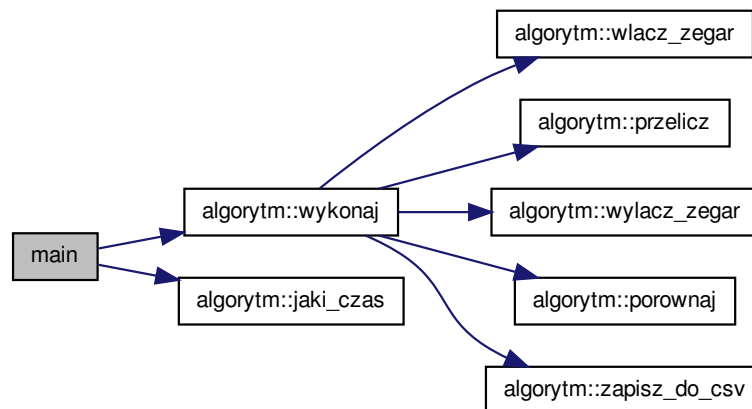 algorytm::wlacz_zegar
algorytm::przelicz
algorytm::wykonaj
algorytm::wylacz_zegar
main
algorytm::jaki_czas
algorytm::porownaj
algorytm::zapisz_do_csv